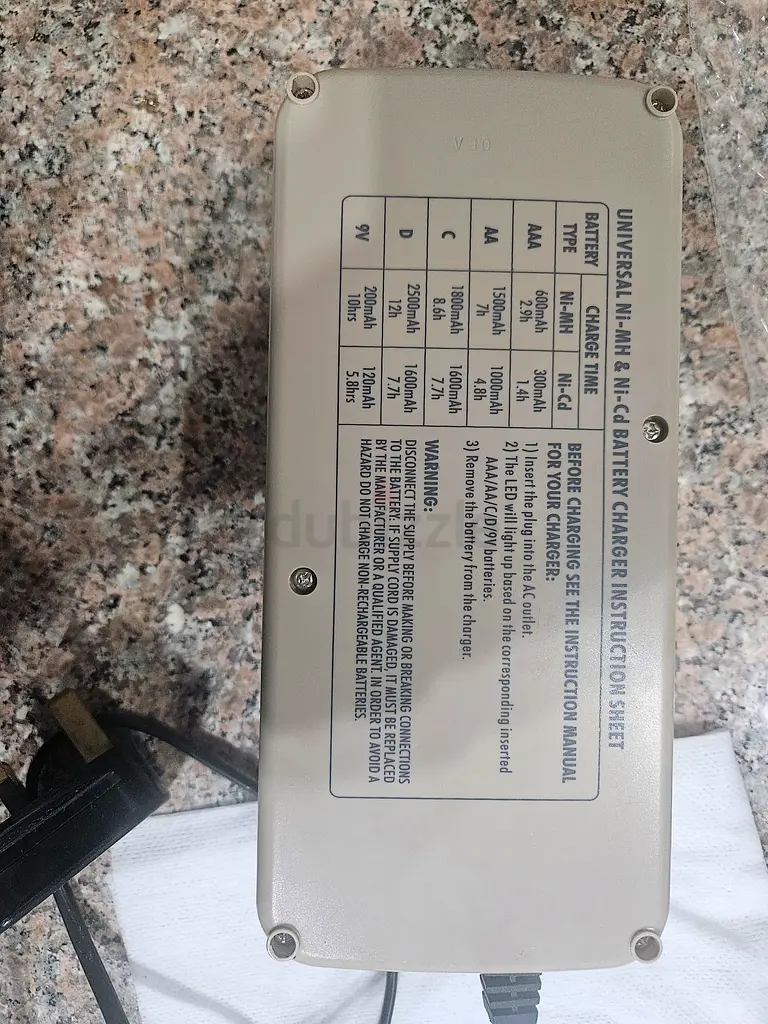 UNIVERSAL Ni-MH & Ni-Cd BATTERY CHARGER INSTRUCTION SHEET
BATTERY TYPE CHARGE TIME
Ni-MH Ni-Cd
AAA 600mAh 2.9h 300mAh 1.4h
AA 1500mAh 7h 1000mAh 4.8h
C 1800mAh 8.6h 1600mAh 7.7h
D 2500mAh 12h 1600mAh 7.7h
9V 200mAh 10hrs 120mAh 5.8hrs
BEFORE CHARGING SEE THE INSTRUCTION MANUAL
FOR YOUR CHARGER:
1) Insert the plug into the AC outlet.
2) The LED will light up based on the corresponding inserted
AAA/AA/C/D/9V batteries.
3) Remove the battery from the charger.
WARNING:
DISCONNECT THE SUPPLY BEFORE MAKING OR BREAKING CONNECTIONS
TO THE BATTERY. IF SUPPLY CORD IS DAMAGED, IT MUST BE REPLACED
BY THE MANUFACTURER OR A QUALIFIED AGENT, IN ORDER TO AVOID A
HAZARD DO NOT CHARGE NON-RECHARGEABLE BATTERIES.